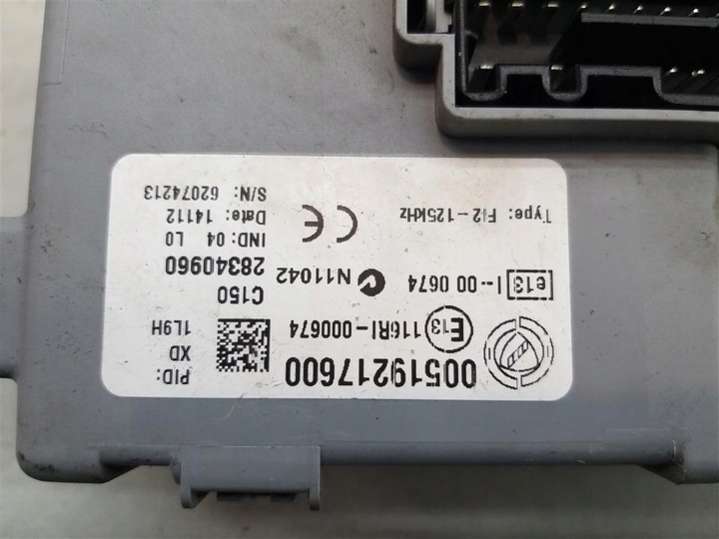 00519217600
PID:
XD
1L9H
E13
116RI-000674
C150
e13
I--00 0674
N11042
28340960
IND: 04 L0
Type: FI2-125kHz
CE
Date: 14112
S/N: 62074213